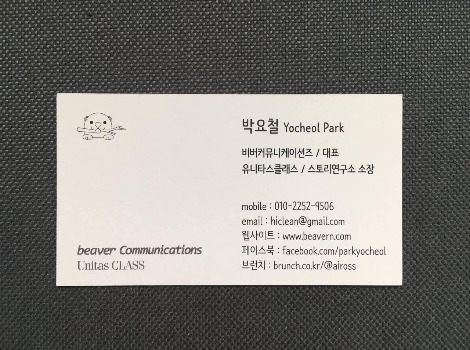 박요철 Yocheol Park
비버커뮤니케이션즈 / 대표
유니타스클래스 / 스토리연구소 소장
mobile : 010-2252-9506
email : hiclean@gmail.com
웹사이트 : www.beavern.com
페이스북 : facebook.com/parkyocheol
브런치 : brunch.co.kr/@aiross
beaver Communications
Unitas CLASS